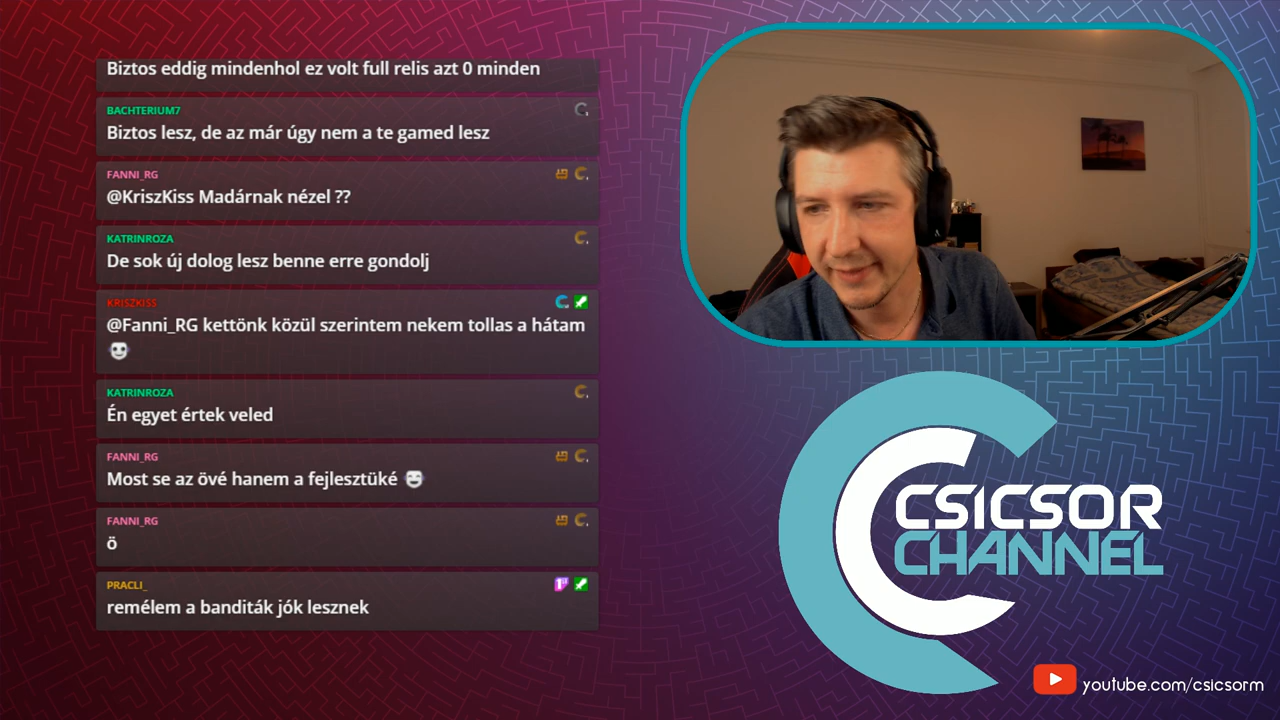 Biztos eddig mindenhol ez volt full relis azt 0 minden
BACHTERIUM7
Biztos lesz, de az már úgy nem a te gamed lesz
FANNI_RG
@KriszKiss Madárnak nézel ??
KATRINROZA
De sok új dolog lesz benne erre gondolj
KRISZKISS
@Fanni_RG kettönk közül szerintem nekem tollas a hátam
KATRINROZA
Én egyet értek veled
FANNI_RG
Most se az övé hanem a fejlesztüké
FANNI_RG
ö
PRACLI_
remélem a banditák jók lesznek
CSICSOR
CHANNEL
youtube.com/csicsorm